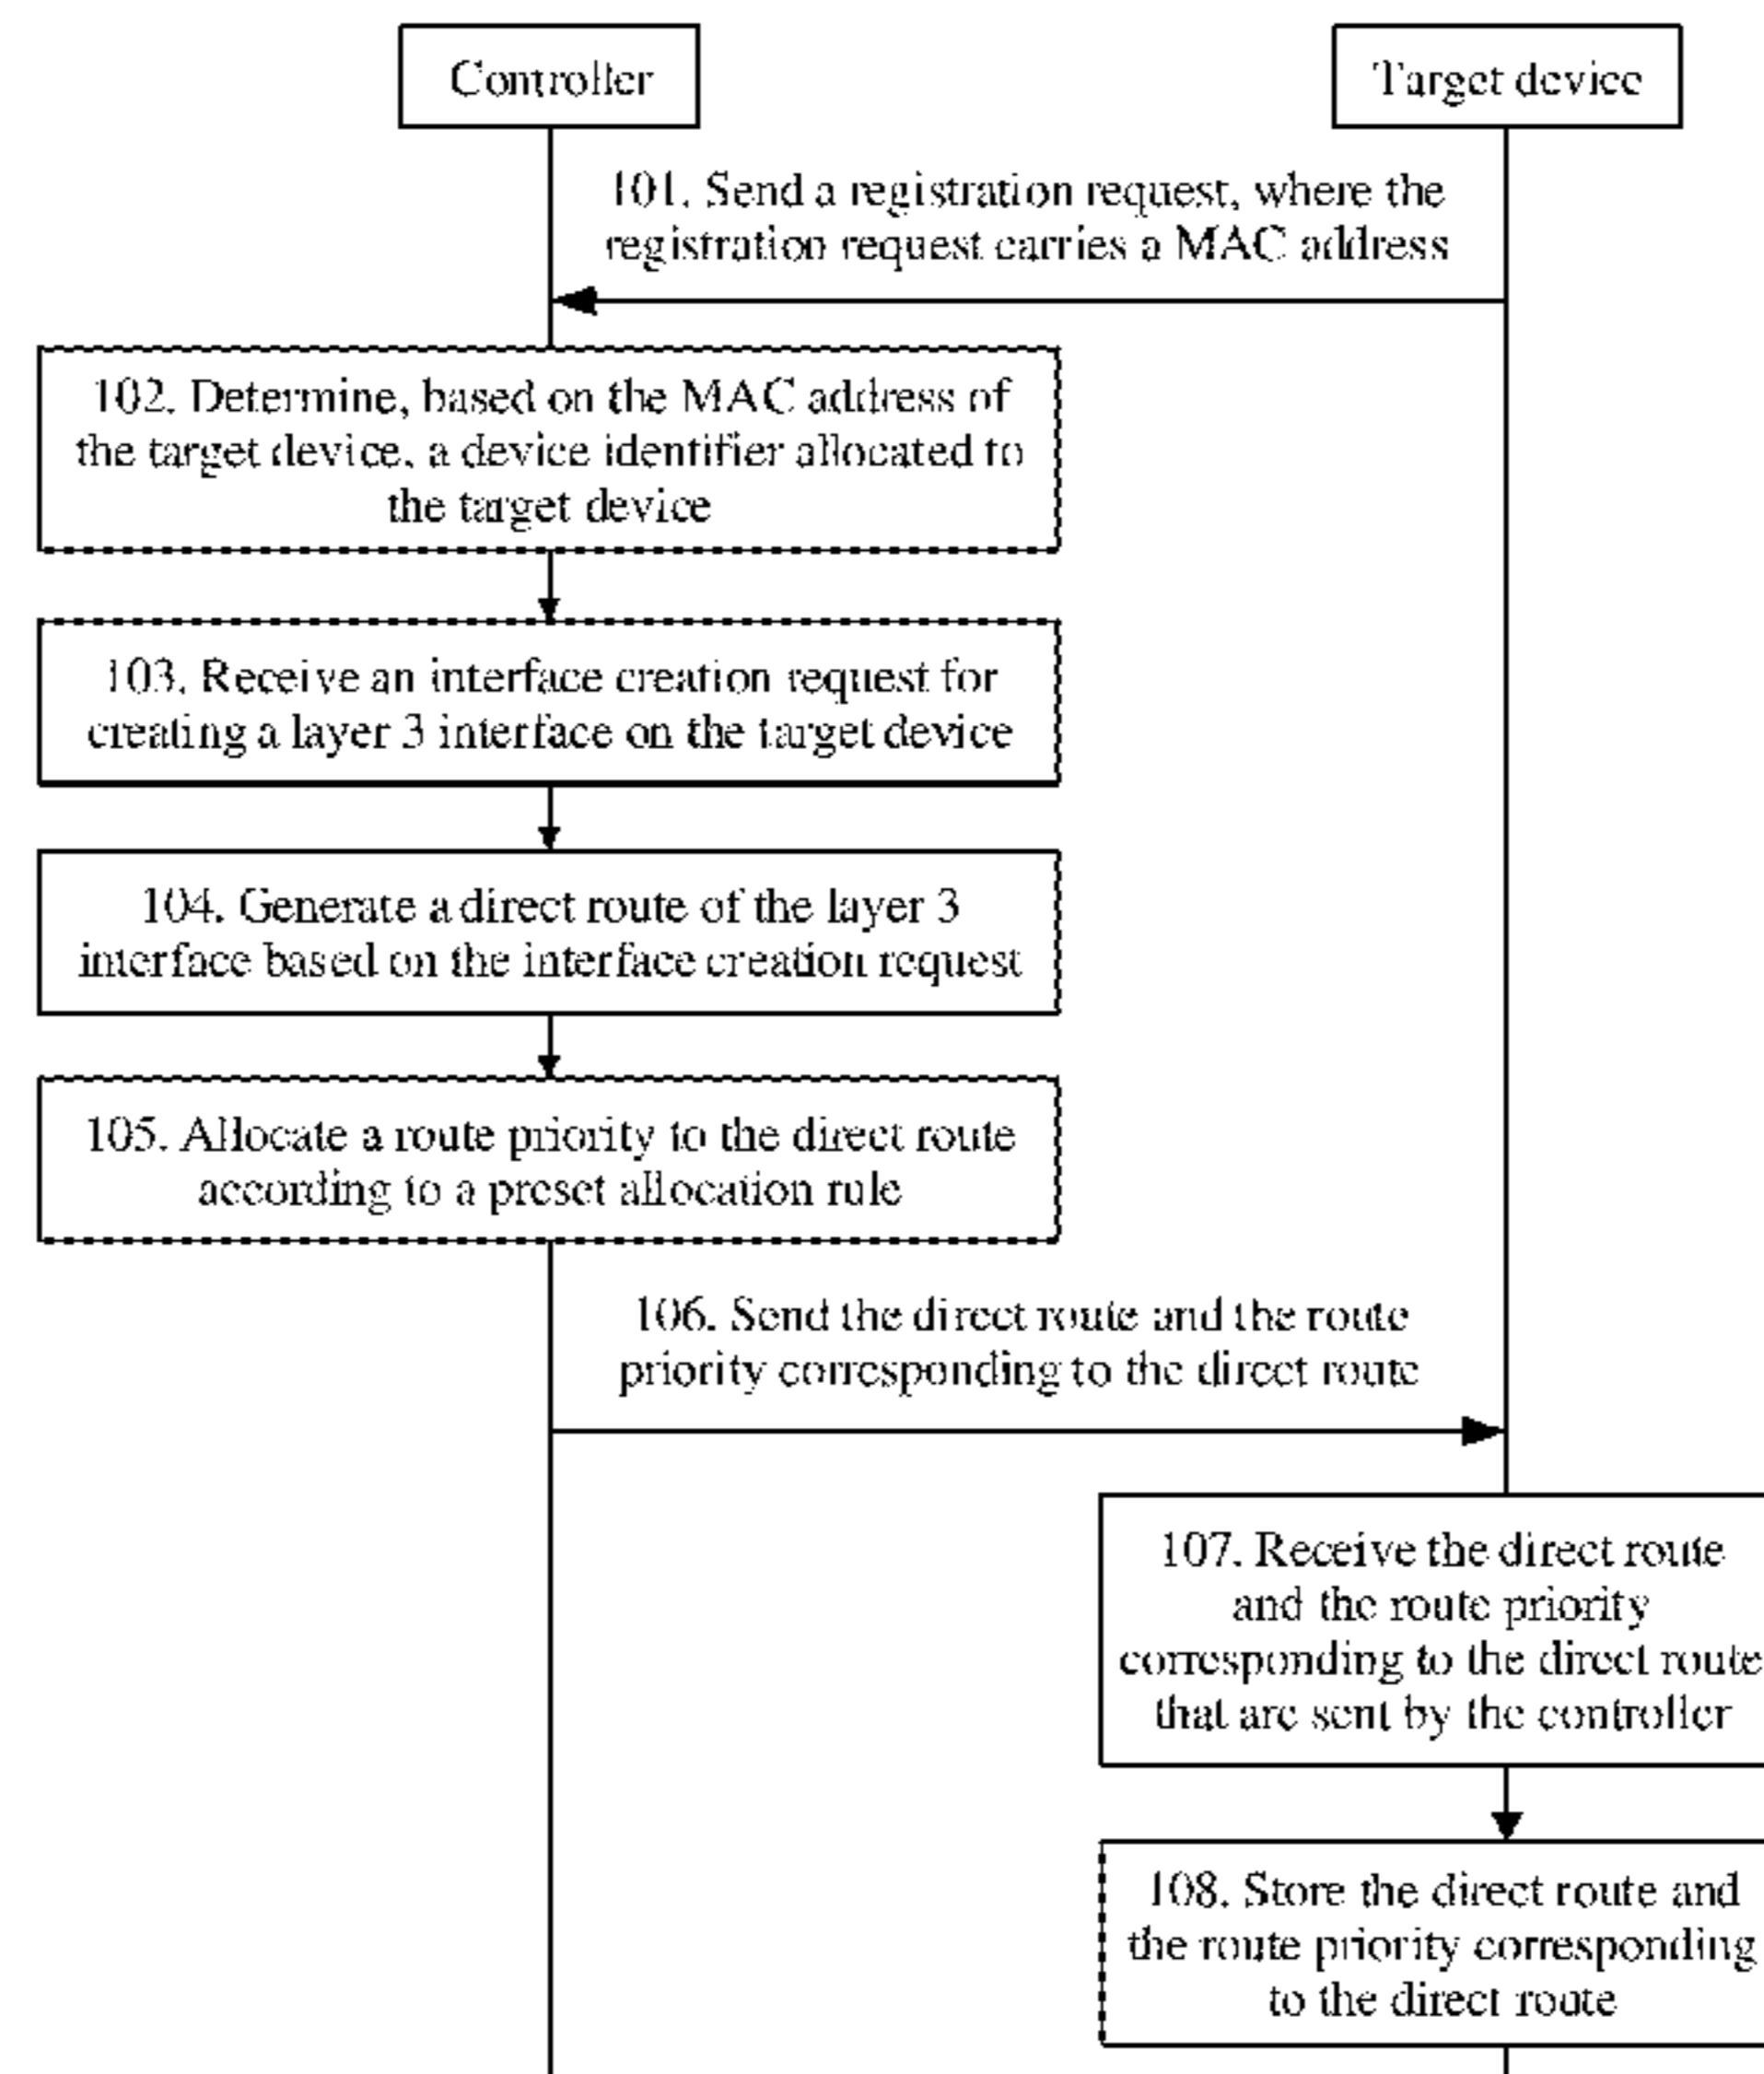 Controller
Target device
101. Send a registration request, where the
registration request carries a MAC address
102. Determine, based on the MAC address of
the target device, a device identifier allocated to
the target device
103. Receive an interface creation request for
creating a layer 3 interface on the target device
104. Generate a direct route of the layer 3
interface based on the interface creation request
105. Allocate a route priority to the direct route
according to a preset allocation rule
106. Send the direct route and the route
priority corresponding to the direct route
107. Receive the direct route
and the route priority
corresponding to the direct route
that are sent by the controller
108. Store the direct route and
the route priority corresponding
to the direct route